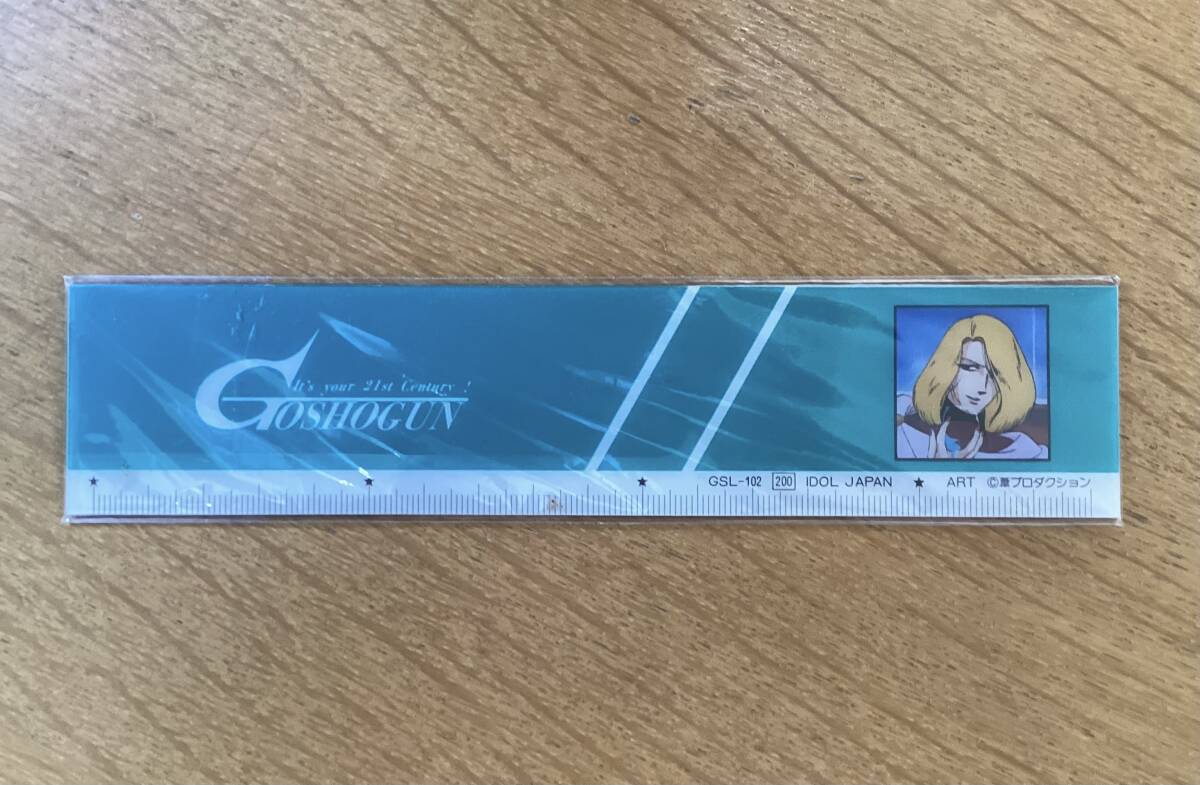 It's your 21st Century !
GOSHOGUN
★ ★ ★ GSL-102 200 IDOL JAPAN ★ ART ©葦プロダクション